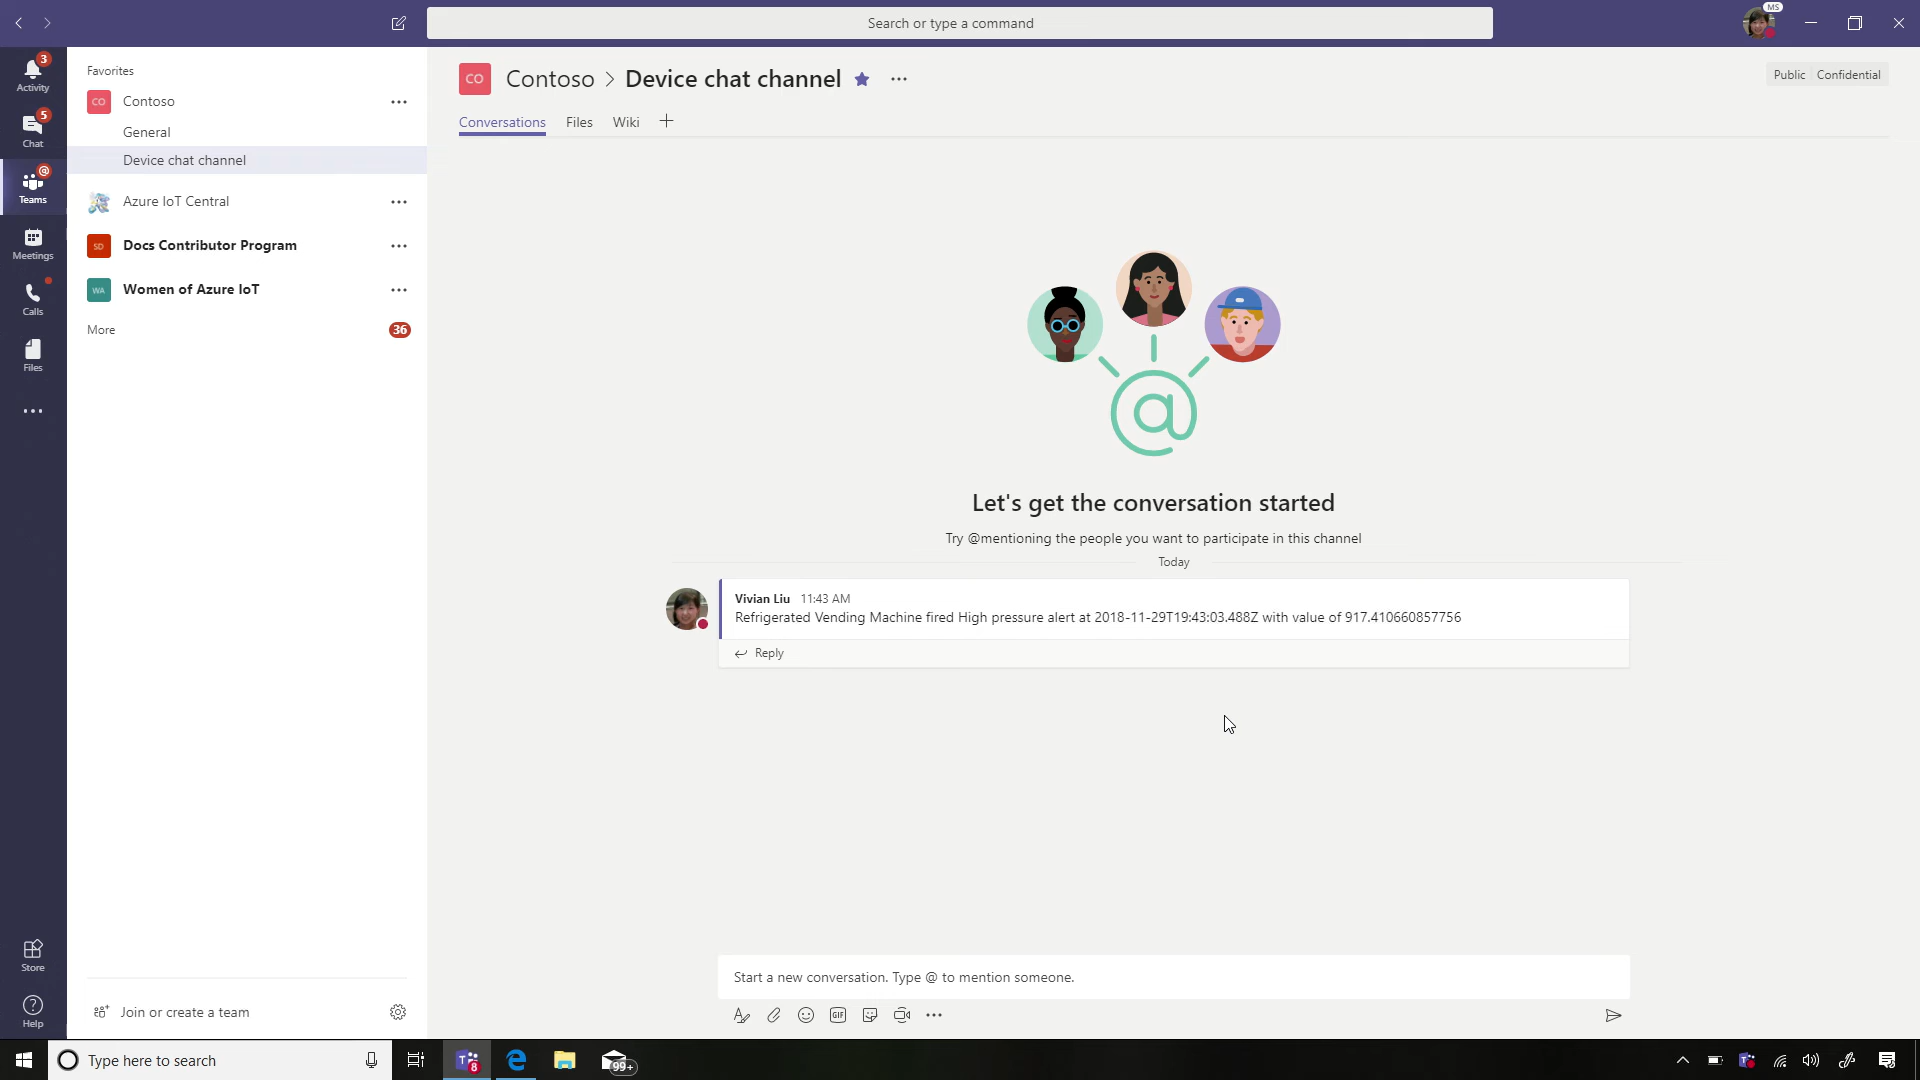 Search or type a command
MS
3
Activity
5
Chat
@
Teams
Meetings
Calls
Files
Store
Help
Favorites
CO Contoso
General
Device chat channel
Azure IoT Central
SD Docs Contributor Program
WA Women of Azure IoT
More 36
Join or create a team
CO Contoso > Device chat channel
Public Confidential
Conversations Files Wiki
@
Let's get the conversation started
Try @mentioning the people you want to participate in this channel
Today
Vivian Liu 11:43 AM
Refrigerated Vending Machine fired High pressure alert at 2018-11-29T19:43:03.488Z with value of 917.410660857756
Reply
Start a new conversation. Type @ to mention someone.
GIF
Type here to search
T
8
99+